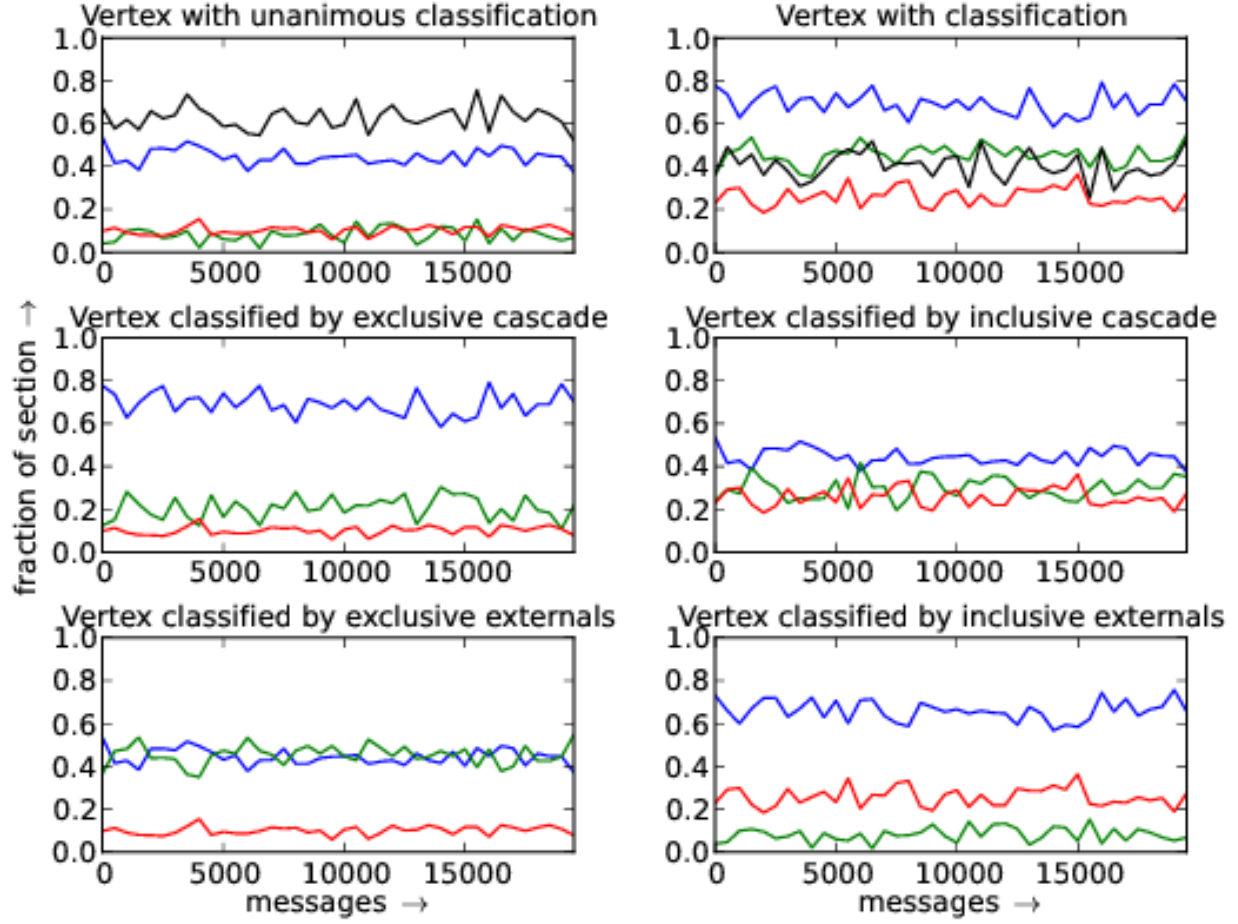 Vertex with unanimous classification
1.0
0.8
0.6
0.4
0.2
0.0
0 5000 10000 15000
Vertex with classification
1.0
0.8
0.6
0.4
0.2
0.0
0 5000 10000 15000
fraction of section →
Vertex classified by exclusive cascade
1.0
0.8
0.6
0.4
0.2
0.0
0 5000 10000 15000
Vertex classified by inclusive cascade
1.0
0.8
0.6
0.4
0.2
0.0
0 5000 10000 15000
Vertex classified by exclusive externals
1.0
0.8
0.6
0.4
0.2
0.0
0 5000 10000 15000
messages →
Vertex classified by inclusive externals
1.0
0.8
0.6
0.4
0.2
0.0
0 5000 10000 15000
messages →